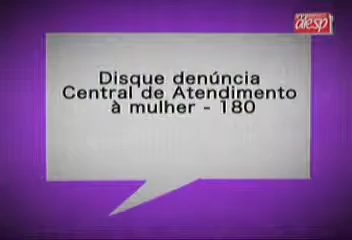 alesp
Disque denúncia
Central de Atendimento
à mulher - 180